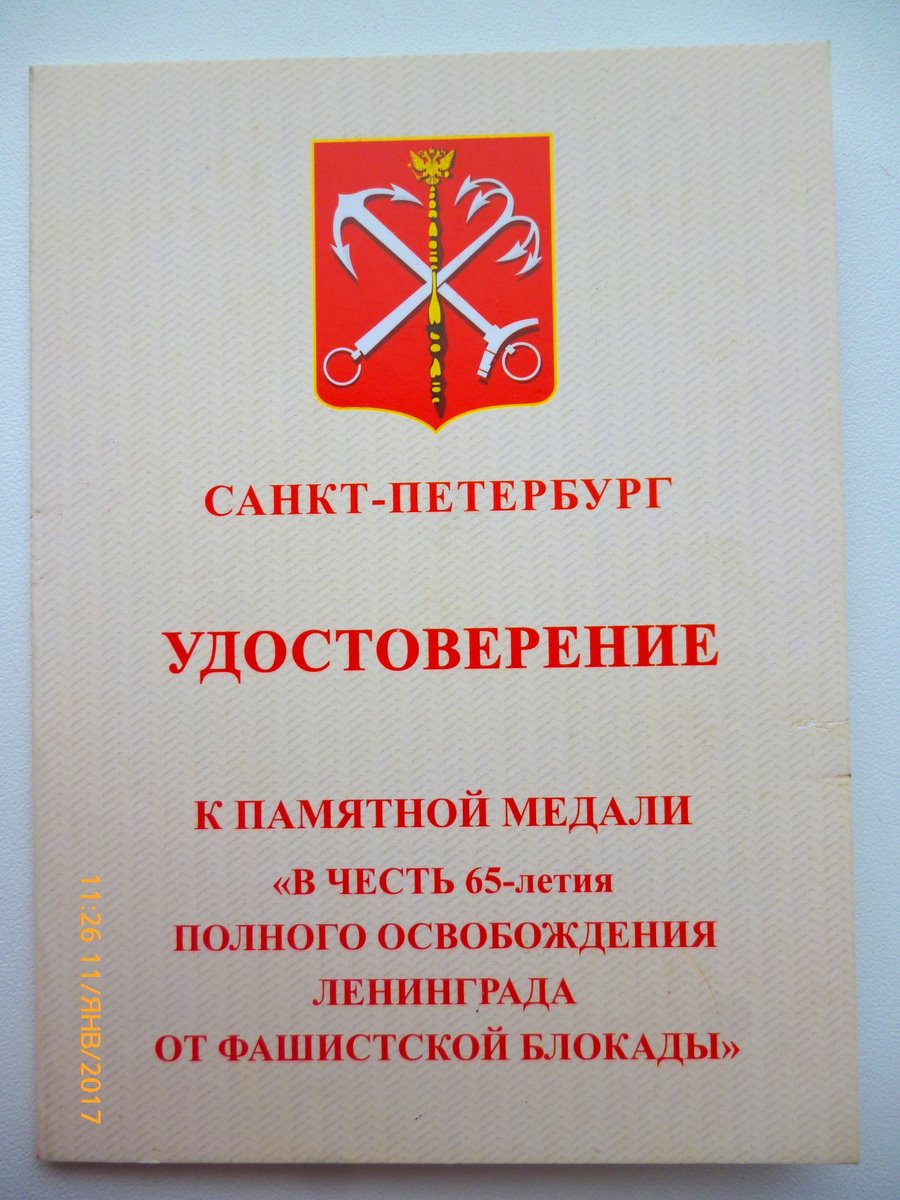 САНКТ-ПЕТЕРБУРГ
УДОСТОВЕРЕНИЕ
К ПАМЯТНОЙ МЕДАЛИ
«В ЧЕСТЬ 65-летия
ПОЛНОГО ОСВОБОЖДЕНИЯ
ЛЕНИНГРАДА
ОТ ФАШИСТСКОЙ БЛОКАДЫ»
11:26 11/ЯНВ/2017